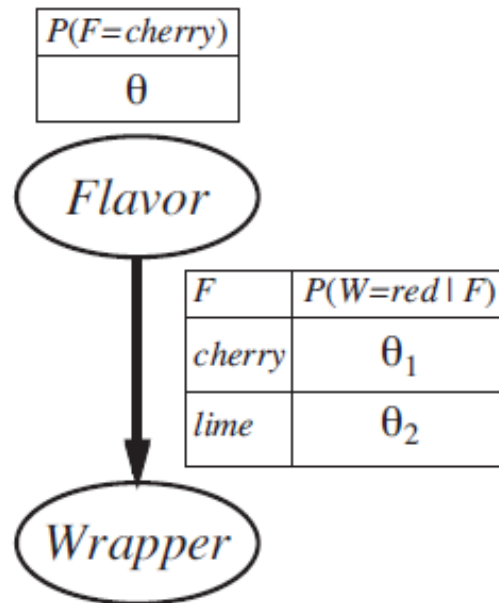 P(F=cherry)
θ
Flavor
F P(W=red | F)
cherry θ₁
lime θ₂
Wrapper